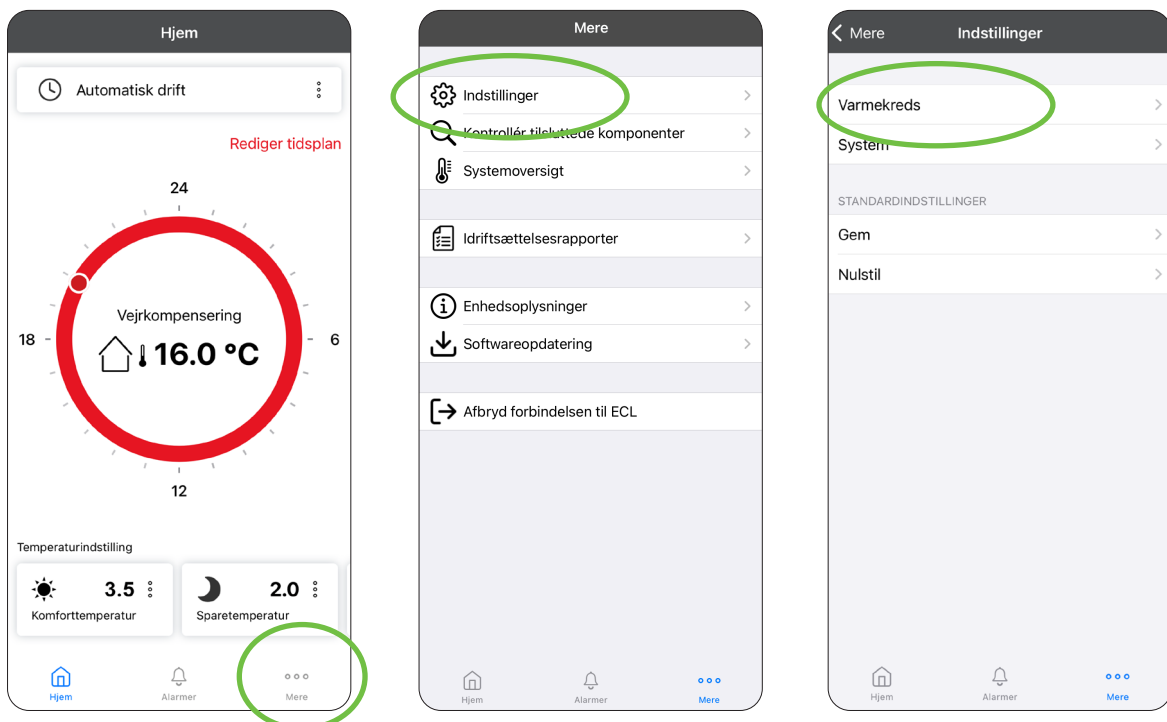 Hjem
Automatisk drift
Rediger tidsplan
24
18
6
12
Vejrkompensering
16.0 °C
Temperaturindstilling
3.5
Komforttemperatur
2.0
Sparetemperatur
Hjem
Alarmer
Mere
Mere
Indstillinger
Kontrollér tilsluttede komponenter
Systemoversigt
Idriftsættelsesrapporter
Enhedsoplysninger
Softwareopdatering
Afbryd forbindelsen til ECL
Hjem
Alarmer
Mere
Mere
Indstillinger
Varmekreds
System
STANDARDINDSTILLINGER
Gem
Nulstil
Hjem
Alarmer
Mere